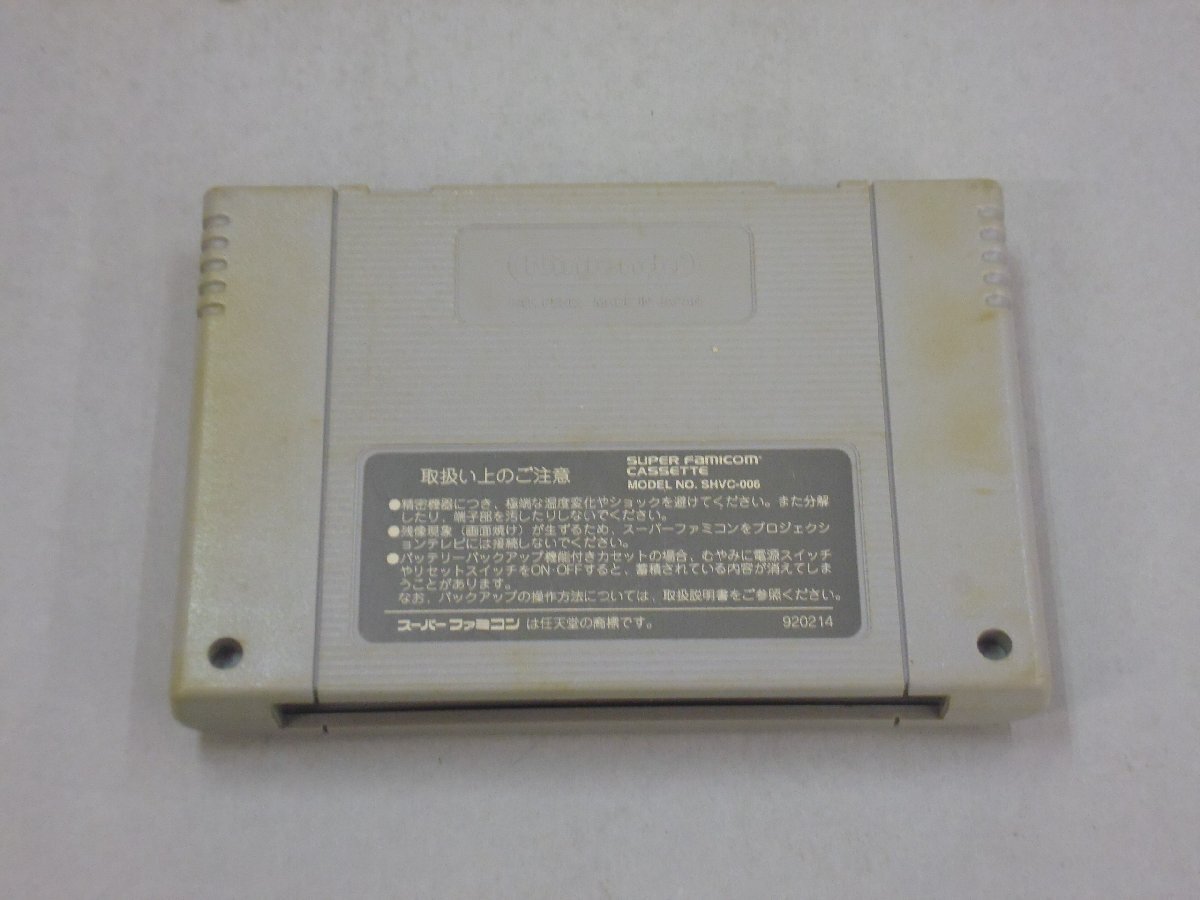 Nintendo
取扱い上のご注意
SUPER FAMICOM
CASSETTE
MODEL NO. SHVC-006
●精密機器につき、極端な温度変化やショックを避けてください。また分解
したり、端子部を汚したりしないでください。
●残像現象(画面焼け)が生ずるため、スーパーファミコンをプロジェクシ
ョンテレビには接続しないでください。
●バッテリーバックアップ機能付きカセットの場合、むやみに電源スイッチ
やリセットスイッチをON-OFFすると、蓄積されている内容が消えてしま
うことがあります。
なお、バックアップの操作方法については、取扱説明書をご参照ください。
スーパーファミコン は任天堂の商標です。
920214